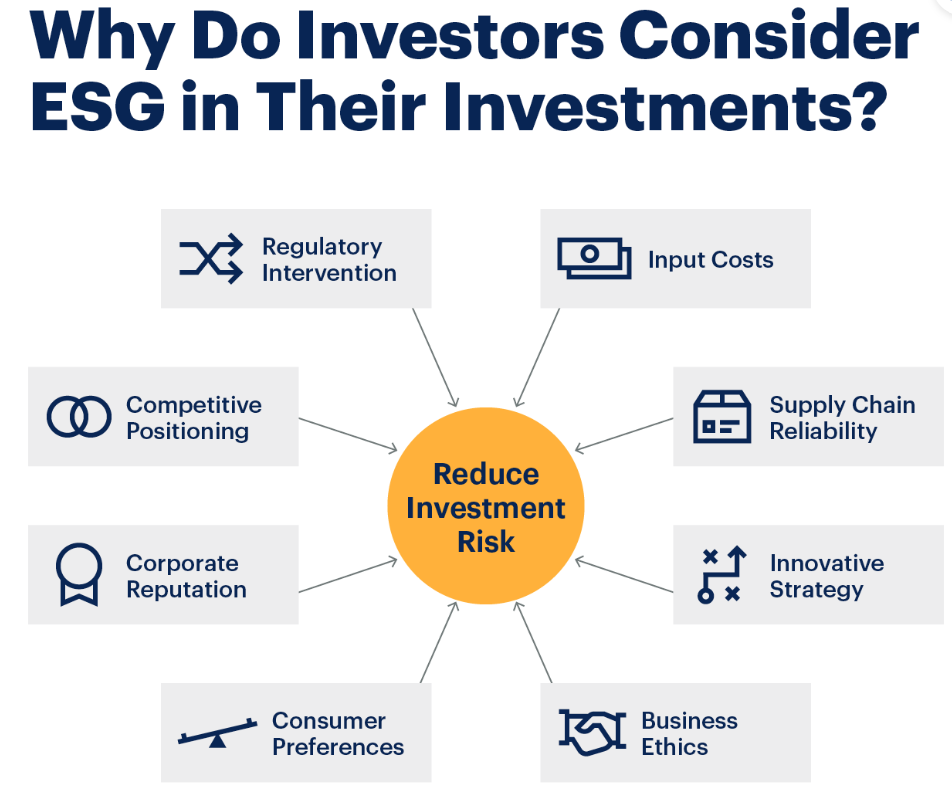 Why Do Investors Consider
ESG in Their Investments?
Regulatory
Intervention
Input Costs
Competitive
Positioning
Supply Chain
Reliability
Reduce
Investment
Risk
Corporate
Reputation
Innovative
Strategy
Consumer
Preferences
Business
Ethics